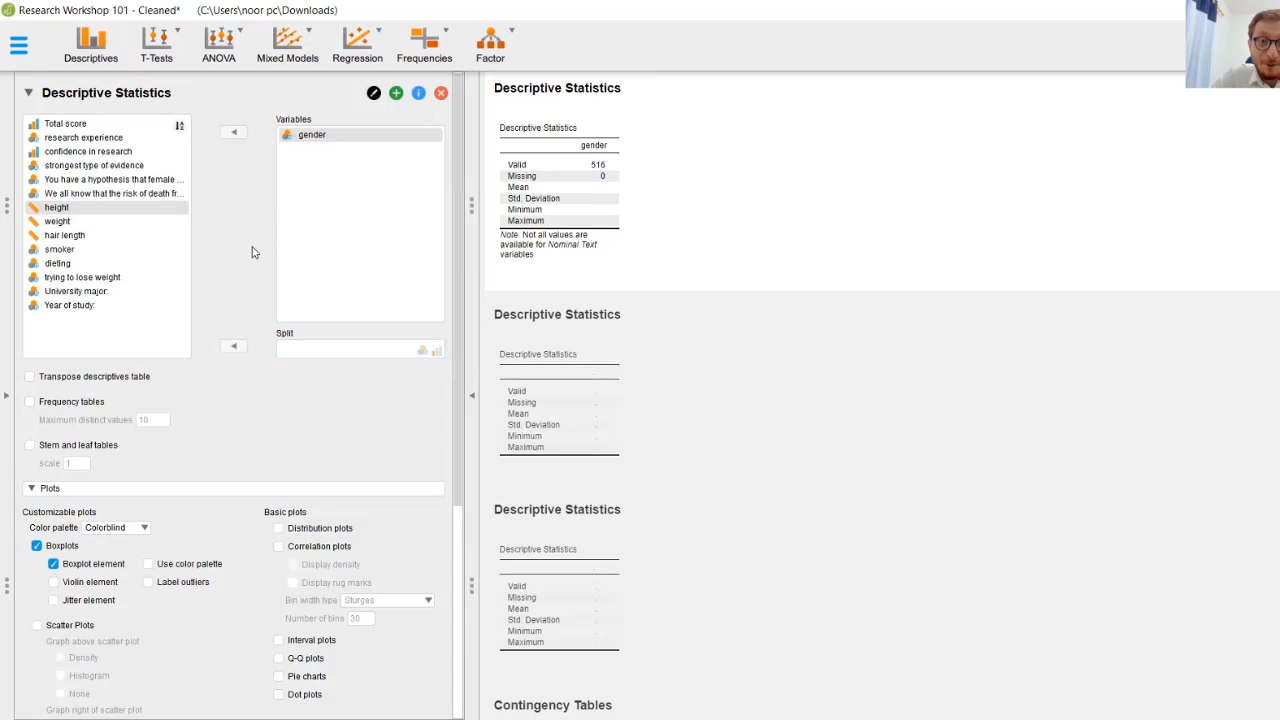 Research Workshop 101 - Cleaned* (C:\Users\noor pc\Downloads)
Descriptives
T-Tests
ANOVA
Mixed Models
Regression
Frequencies
Factor
Descriptive Statistics
Total score
research experience
confidence in research
strongest type of evidence
You have a hypothesis that female ...
We all know that the risk of death fr...
height
weight
hair length
smoker
dieting
trying to lose weight
University major:
Year of study:
Variables
gender
Split
Transpose descriptives table
Frequency tables
Maximum distinct values 10
Stem and leaf tables
scale 1
Plots
Customizable plots
Color palette Colorblind
Boxplots
Boxplot element
Use color palette
Violin element
Label outliers
Jitter element
Scatter Plots
Graph above scatter plot
Density
Histogram
None
Graph right of scatter plot
Basic plots
Distribution plots
Correlation plots
Display density
Display rug marks
Bin width type Sturges
Number of bins 30
Interval plots
Q-Q plots
Pie charts
Dot plots
Descriptive Statistics
Descriptive Statistics
gender
Valid 516
Missing 0
Mean
Std. Deviation
Minimum
Maximum
Note. Not all values are
available for Nominal Text
variables
Descriptive Statistics
Descriptive Statistics
Valid .
Missing .
Mean .
Std. Deviation .
Minimum .
Maximum .
Descriptive Statistics
Descriptive Statistics
Valid .
Missing .
Mean .
Std. Deviation .
Minimum .
Maximum .
Contingency Tables